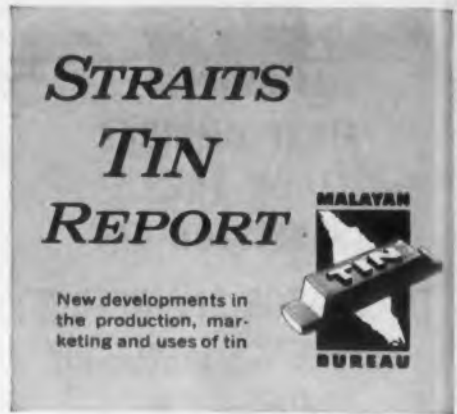 STRAITS
TIN
REPORT
MALAYAN
TIN
BUREAU
New developments in
the production, mar-
keting and uses of tin